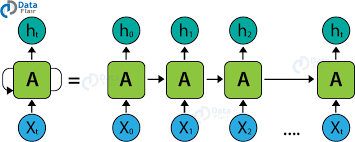 Data
Flair
hₜ h₀ h₁ h₂ hₜ
A = A A A A
Xₜ X₀ X₁ X₂ .... Xₜ